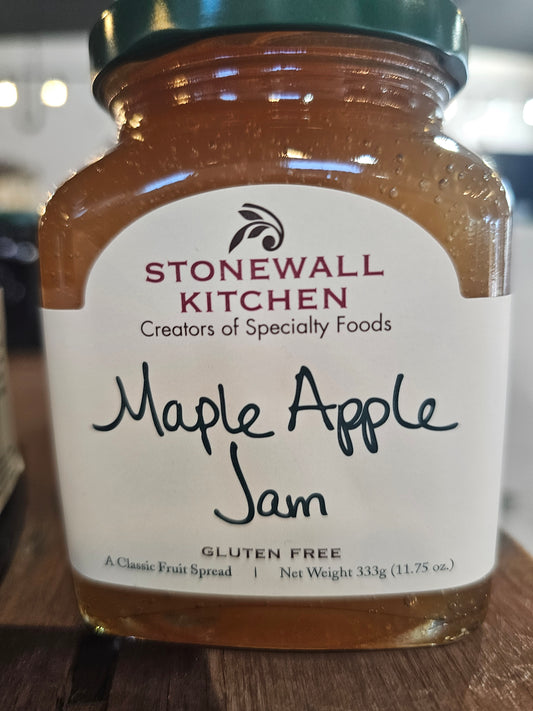 STONEWALL
KITCHEN
Creators of Specialty Foods
Maple Apple
Jam
GLUTEN FREE
A Classic Fruit Spread | Net Weight 333g (11.75 oz.)